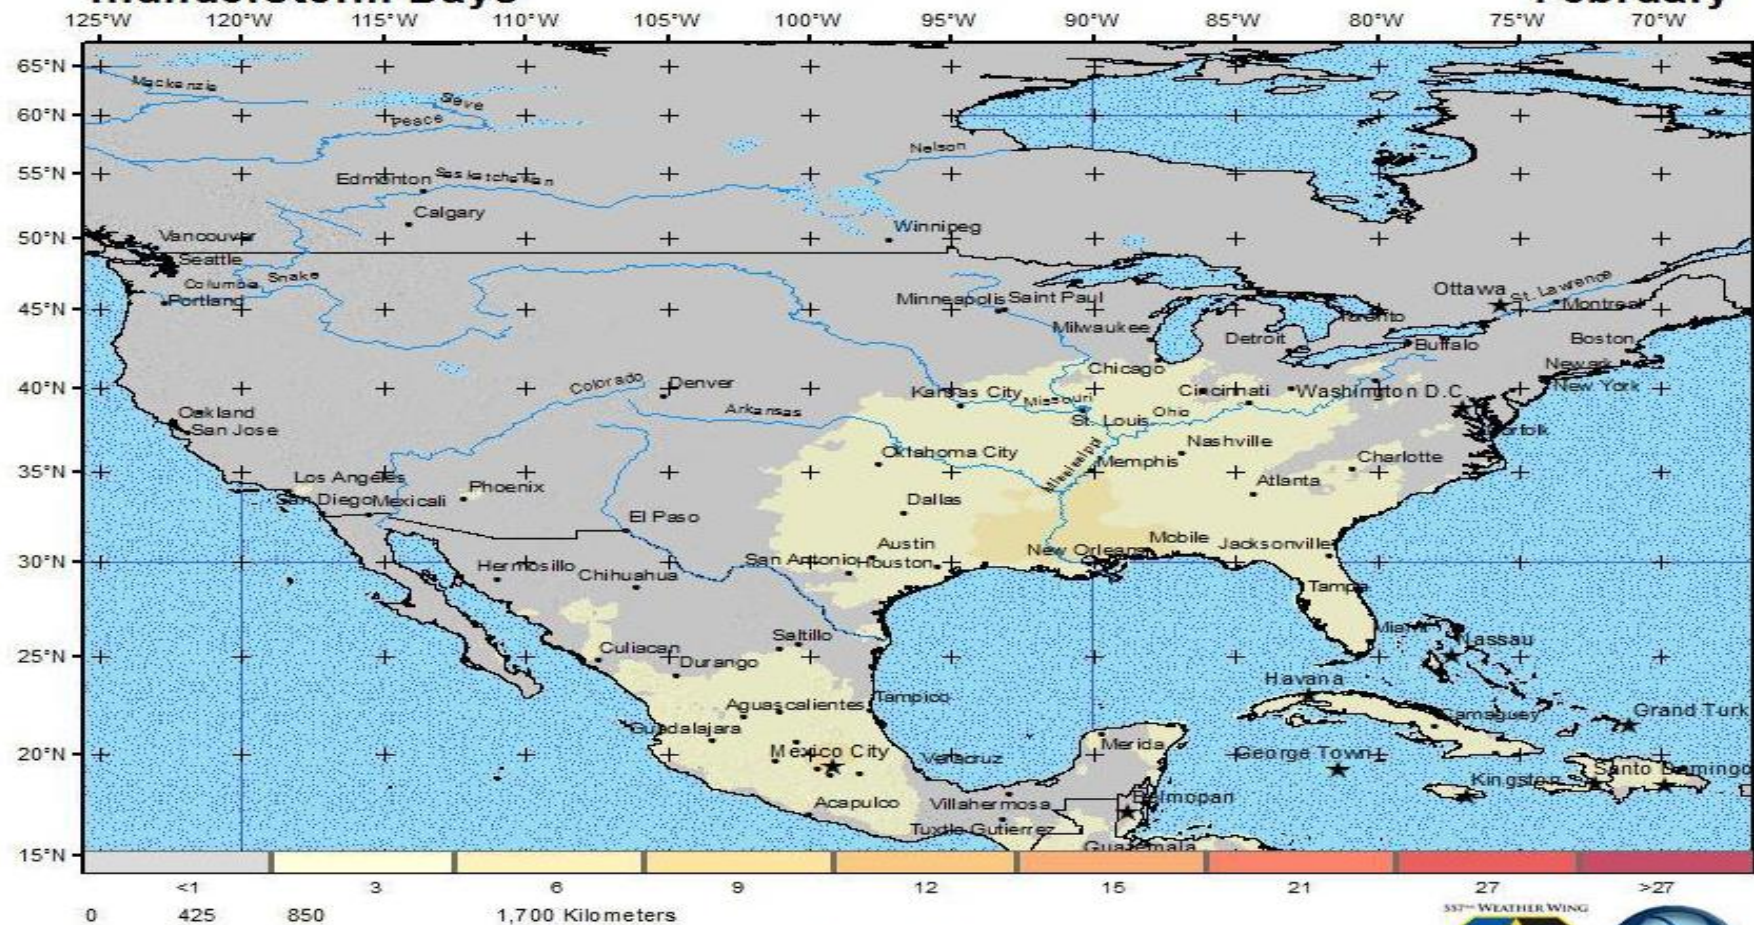 Thunderstorm Days February
125°W 120°W 115°W 110°W 105°W 100°W 95°W 90°W 85°W 80°W 75°W 70°W
65°N
Mackenzie
60°N
Peace
Nelson
55°N
Edmonton Saskatchewan
Calgary
Winnipeg
50°N
Vancouver
Seattle
Columbia Snake
Portland
45°N
Minneapolis Saint Paul
Ottawa St. Lawrence
Montreal
Toronto
Milwaukee
Detroit
Buffalo
Boston
Chicago
Newark
New York
40°N
Colorado
Denver
Kansas City
Missouri
Cincinnati
Washington D.C.
Arkansas
St. Louis
Ohio
Oakland
San Jose
Norfolk
Oklahoma City
Mississippi
Nashville
Memphis
Charlotte
35°N
Los Angeles
San Diego Mexicali
Phoenix
Dallas
Atlanta
El Paso
30°N
Hermosillo
Chihuahua
San Antonio
Austin
Houston
New Orleans
Mobile
Jacksonville
Tampa
Miami
Nassau
25°N
Culiacan
Durango
Saltillo
Havana
Tampico
Aguascalientes
Guadalajara
Camaguey
Grand Turk
20°N
Mexico City
Veracruz
Merida
George Town
Kingston
Santo Domingo
Acapulco
Villahermosa
Belmopan
Tuxtla Gutierrez
Guatemala
15°N
<1 3 6 9 12 15 21 27 >27
0 425 850 1,700 Kilometers
557TH WEATHER WING